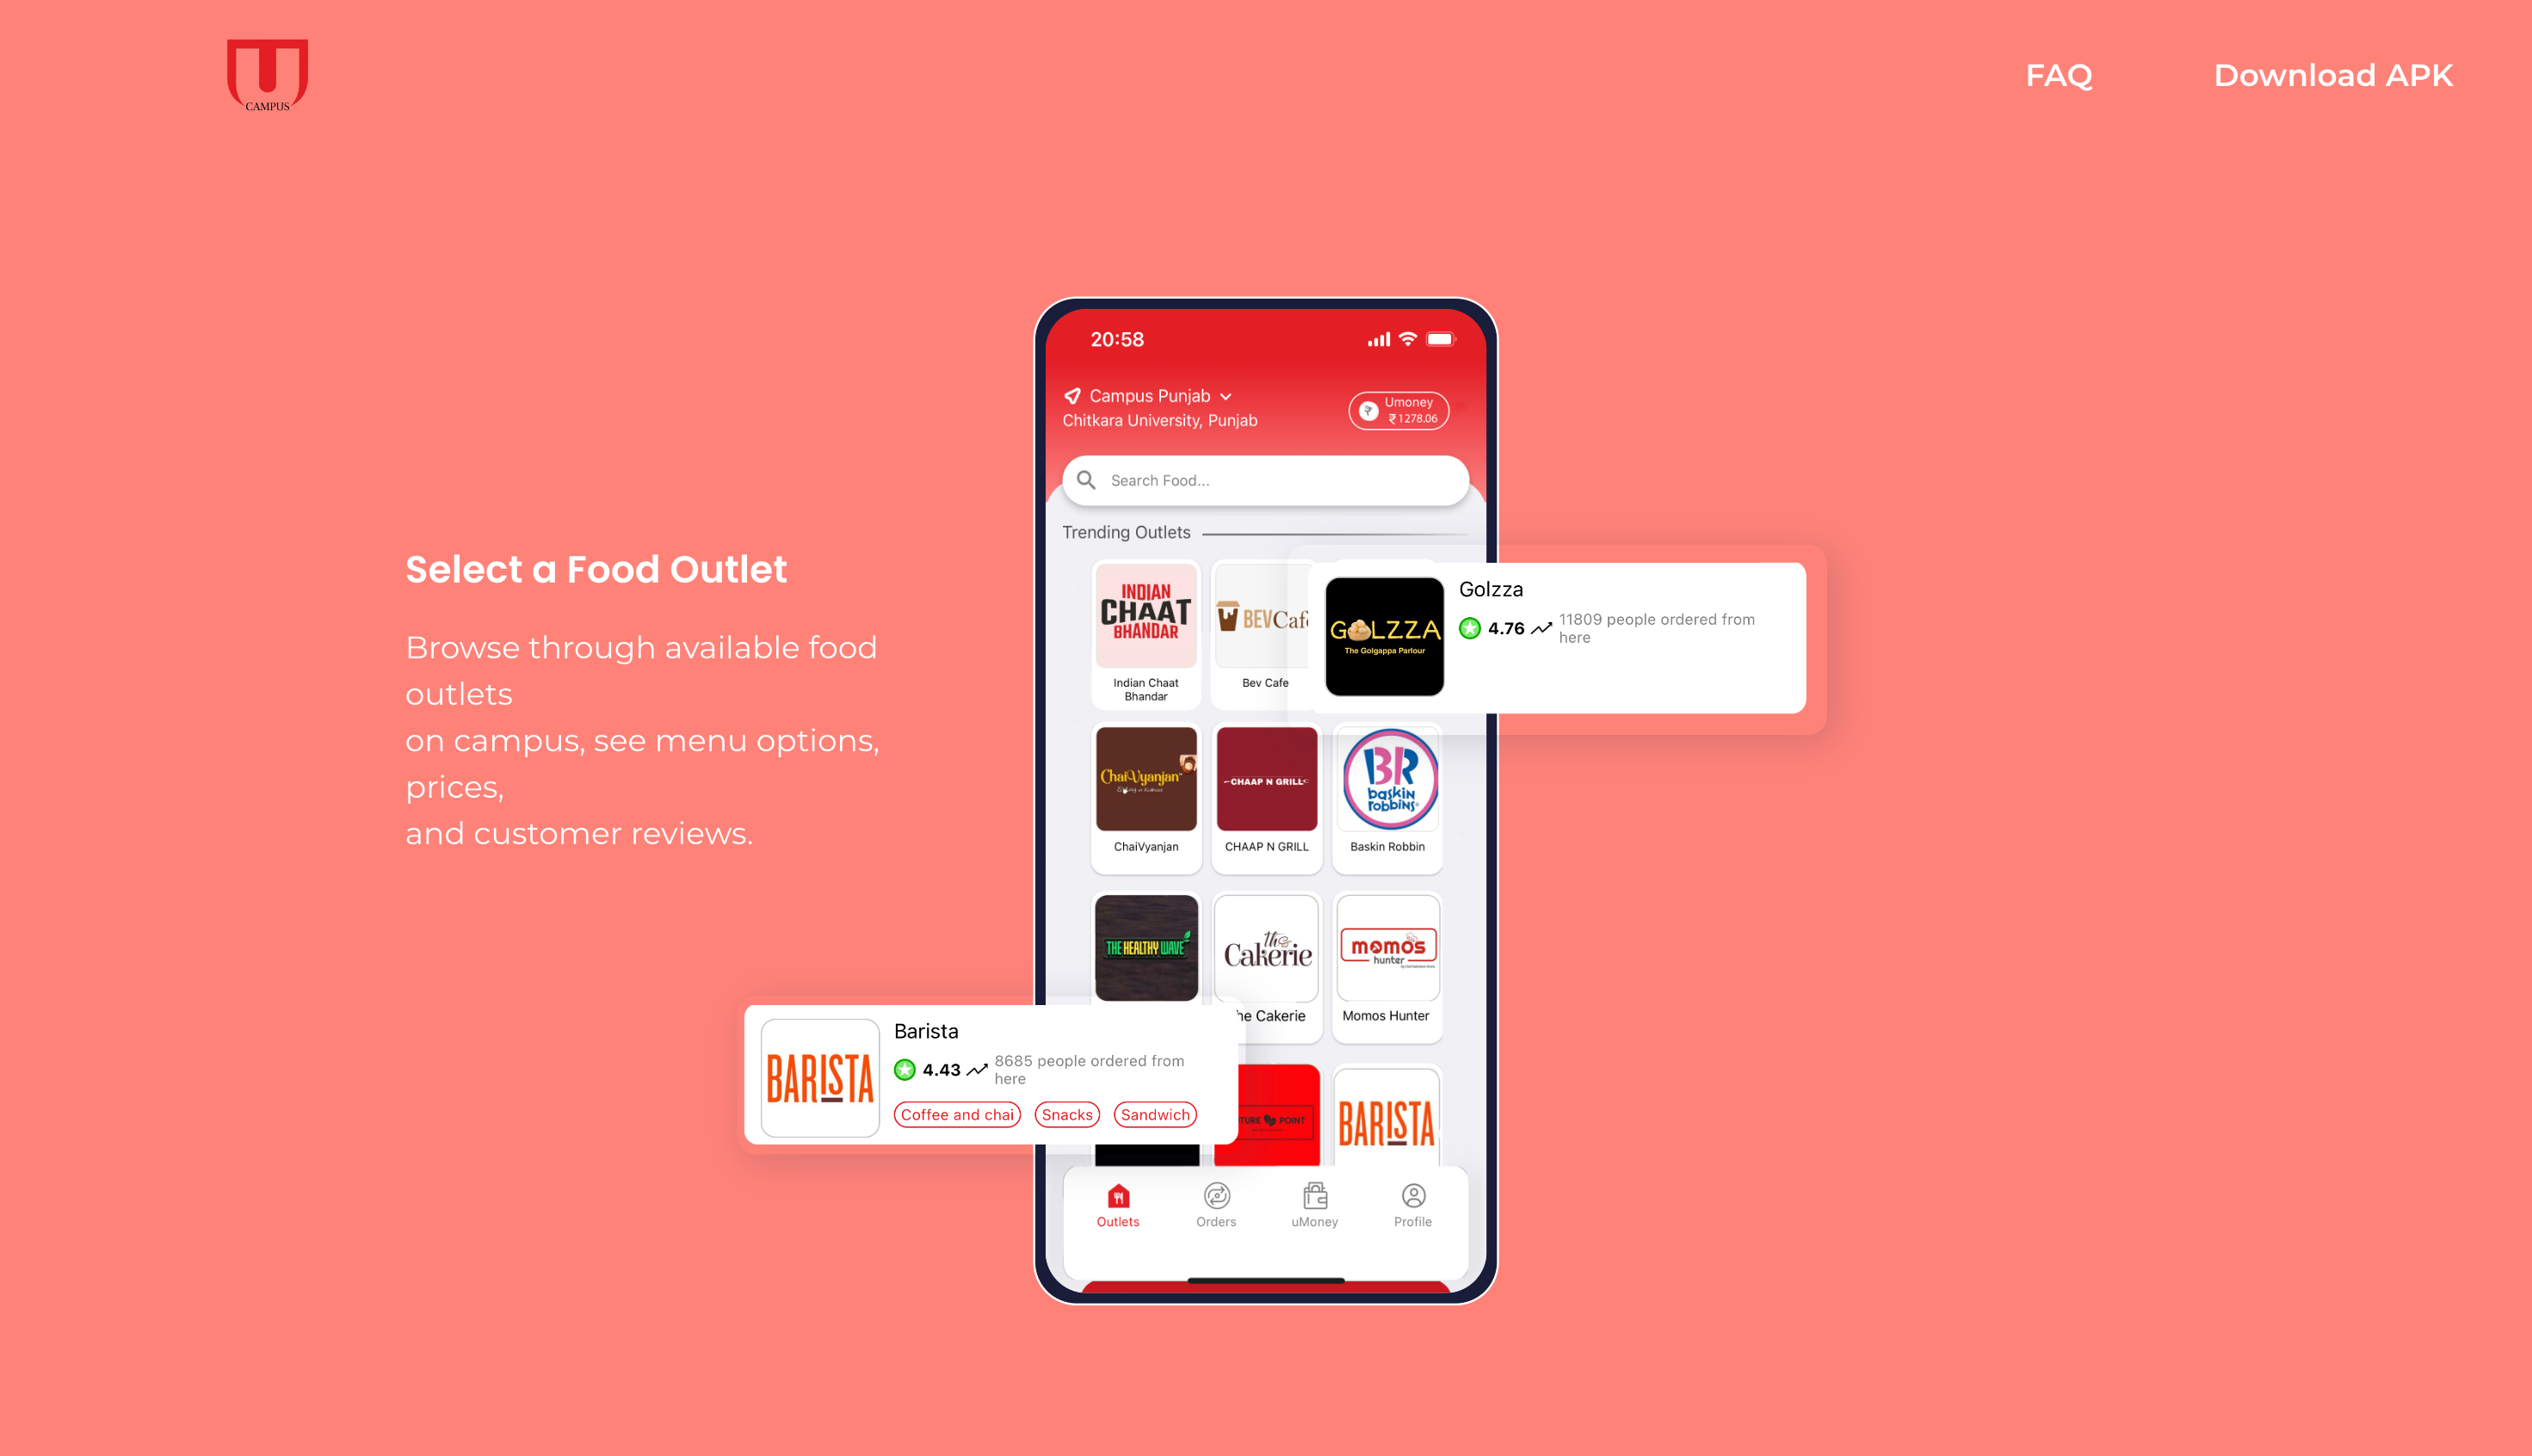 CAMPUS
FAQ
Download APK
Select a Food Outlet
Browse through available food
outlets
on campus, see menu options,
prices,
and customer reviews.
20:58
Campus Punjab
Chitkara University, Punjab
Umoney
₹1278.06
Search Food...
Trending Outlets
INDIAN
CHAAT
BHANDAR
BEVCafe
Indian Chaat
Bhandar
Bev Cafe
GOLZZA
The Golgappa Parlour
Golzza
4.76
11809 people ordered from
here
ChaiVyanjan
CHAAP N GRILL
BR
baskin
robbins
ChaiVyanjan
CHAAP N GRILL
Baskin Robbin
THE HEALTHY WAVE
the
Cakerie
momos
hunter
he Cakerie
Momos Hunter
BARISTA
Barista
4.43
8685 people ordered from
here
Coffee and chai
Snacks
Sandwich
TURE POINT
BARISTA
Outlets
Orders
uMoney
Profile